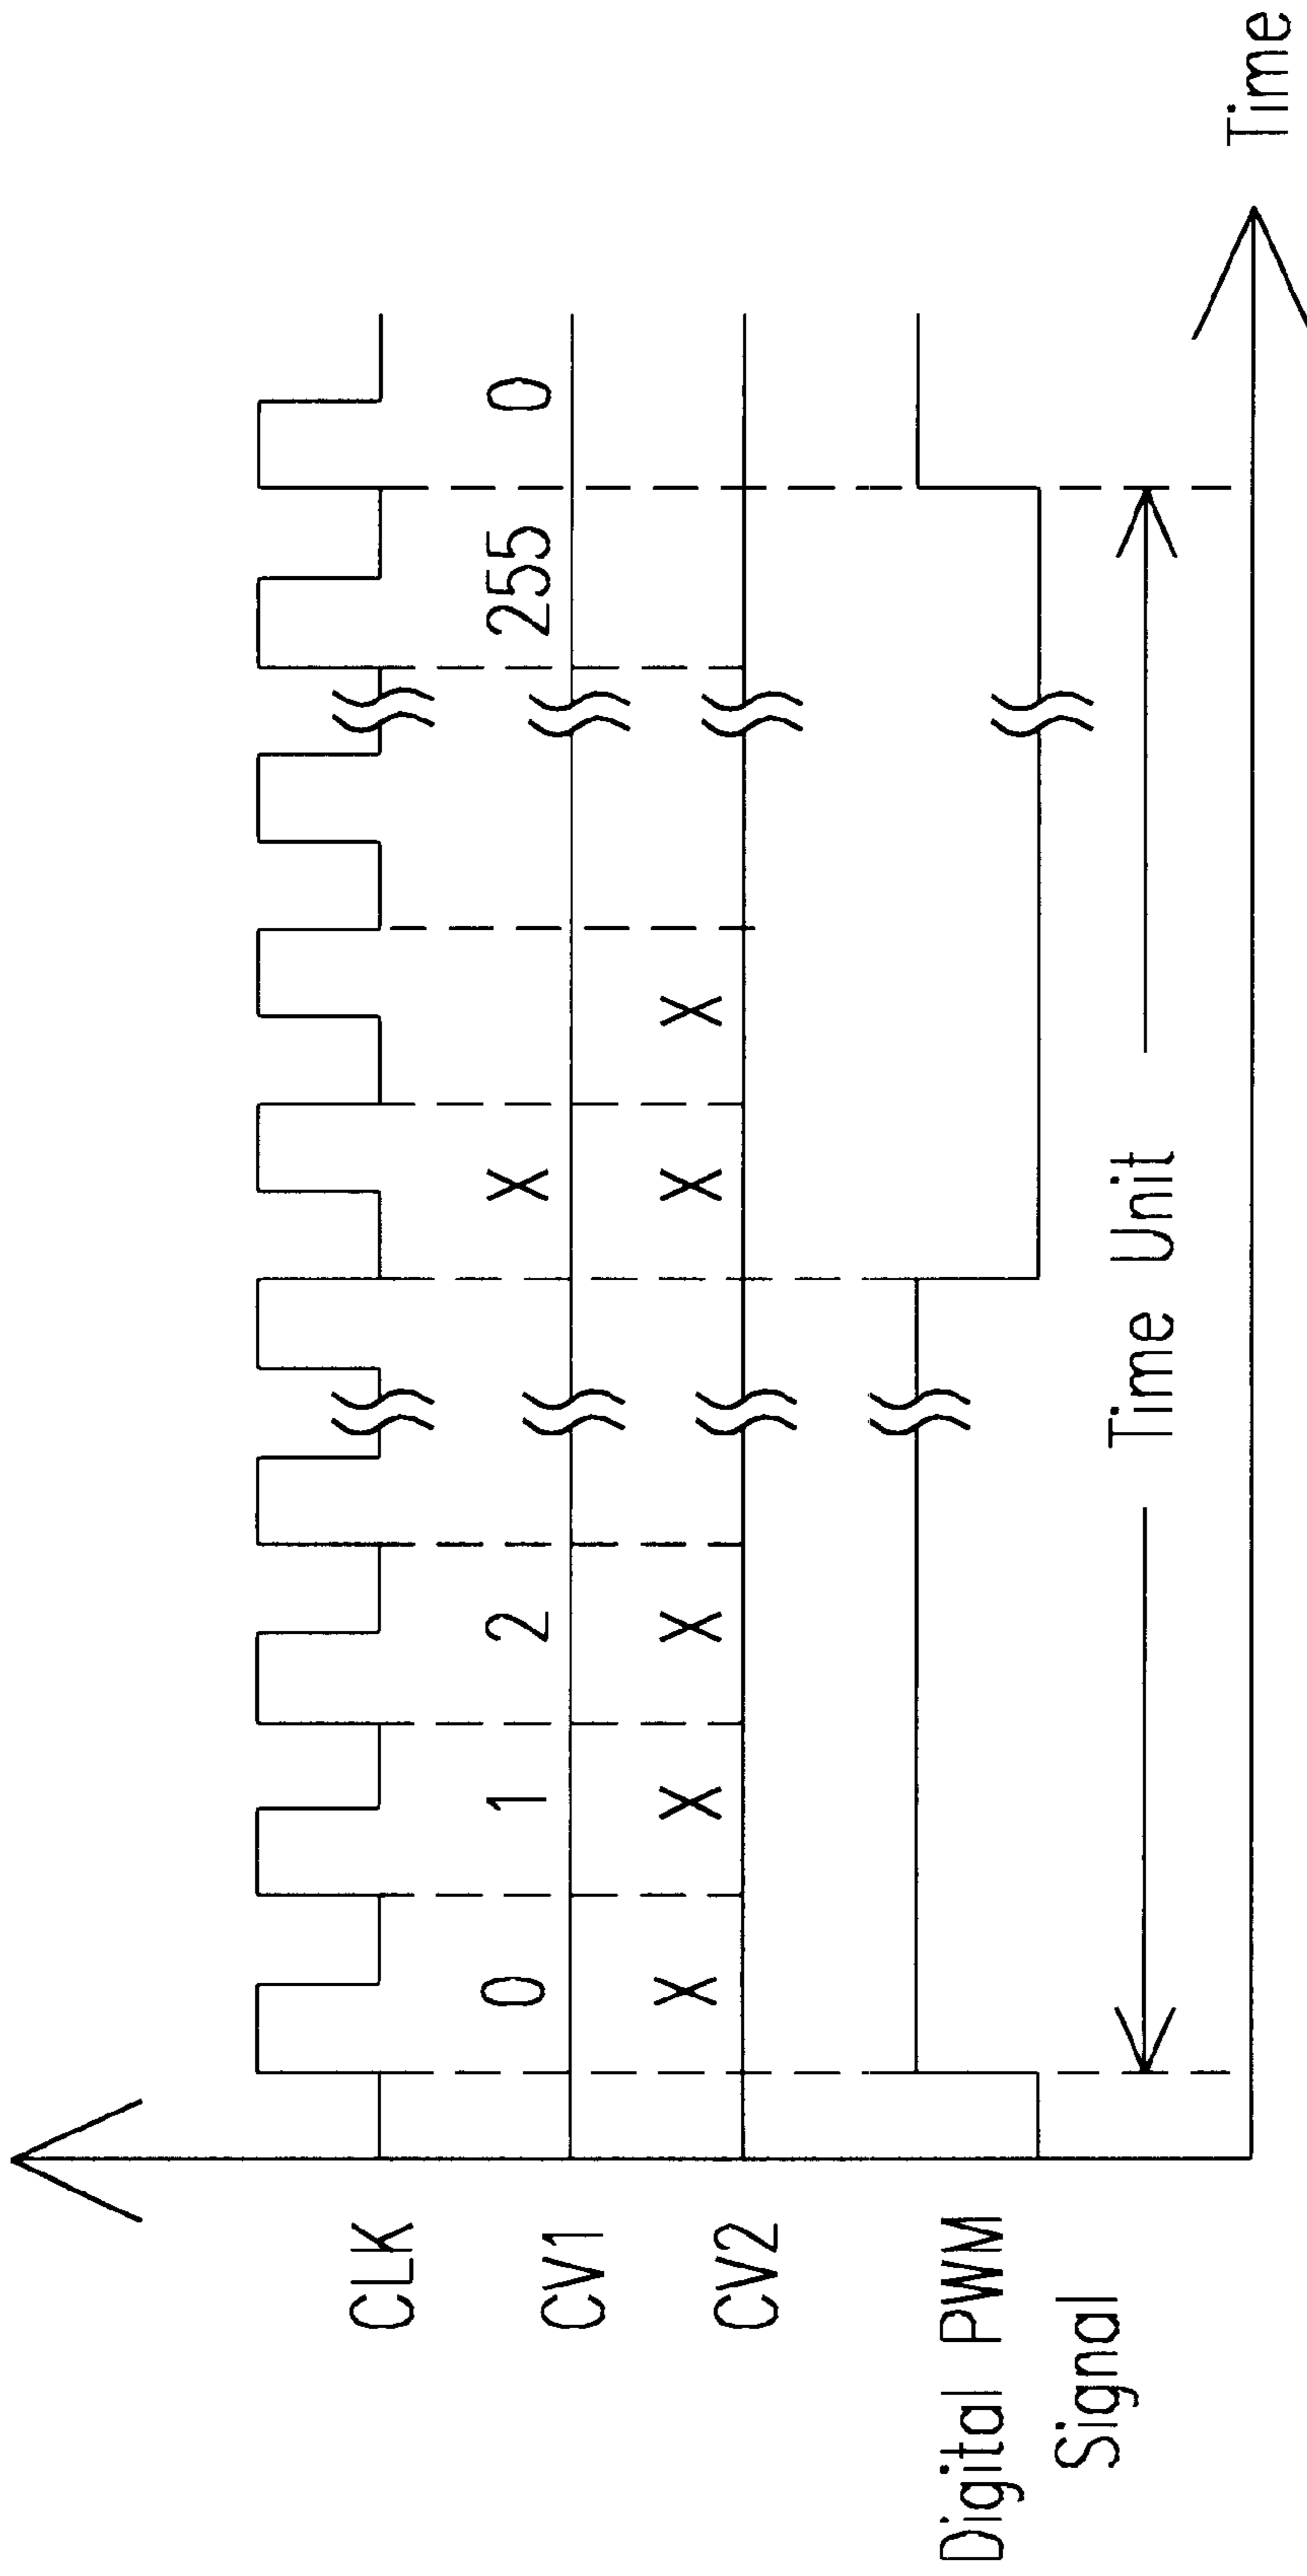 CLK
0 1 2 X 255 0
CV1
X X X X X
CV2
Digital PWM
Signal
Time Unit
Time